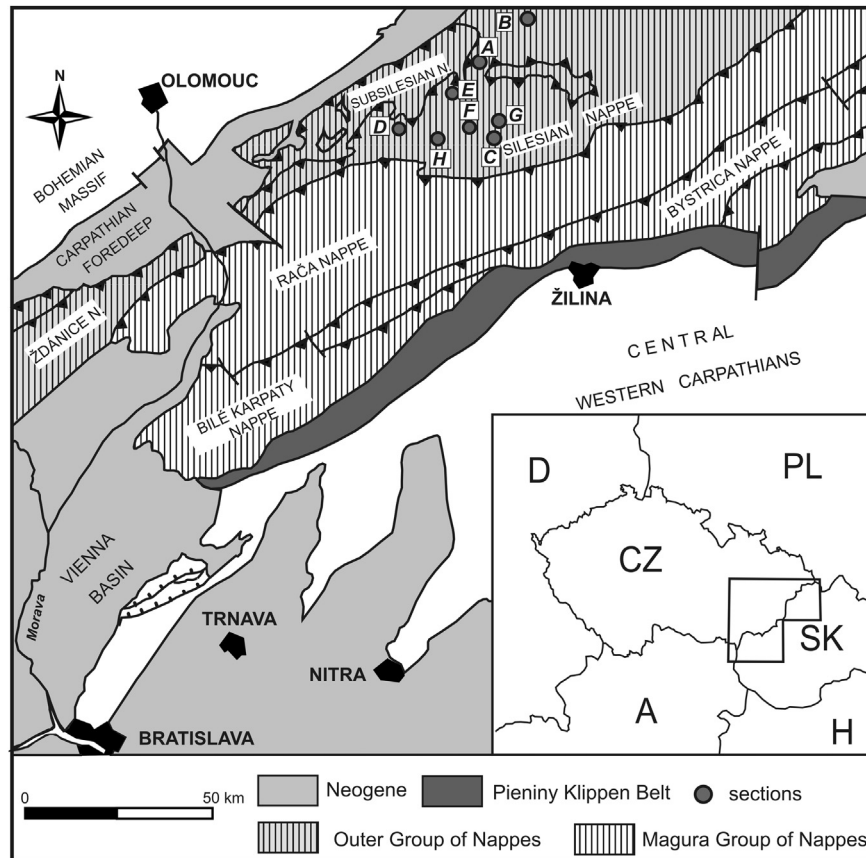 B
A
N
OLOMOUC
SUBSILESIAN N.
E
F
G
D
H
C
SILESIAN NAPPE
BOHEMIAN
MASSIF
CARPATHIAN
FOREDEEP
BYSTRICA NAPPE
RAČA NAPPE
ŽILINA
ŽDÁNICE N.
CENTRAL
WESTERN CARPATHIANS
BILÉ KARPATY
NAPPE
D
PL
CZ
SK
A
H
VIENNA
BASIN
Morava
TRNAVA
NITRA
BRATISLAVA
0 50 km
Neogene
Pieniny Klippen Belt
sections
Outer Group of Nappes
Magura Group of Nappes